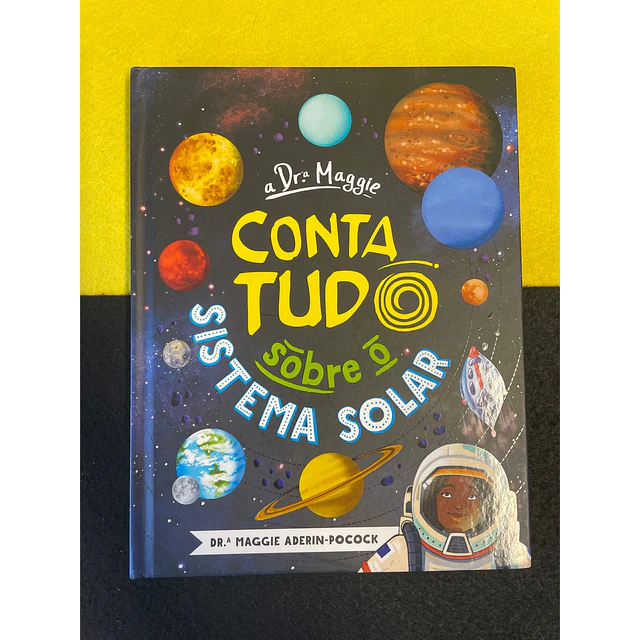 a Dr.ª Maggie
CONTA
TUDO
sobre o
SISTEMA SOLAR
DR.ª MAGGIE ADERIN-POCOCK